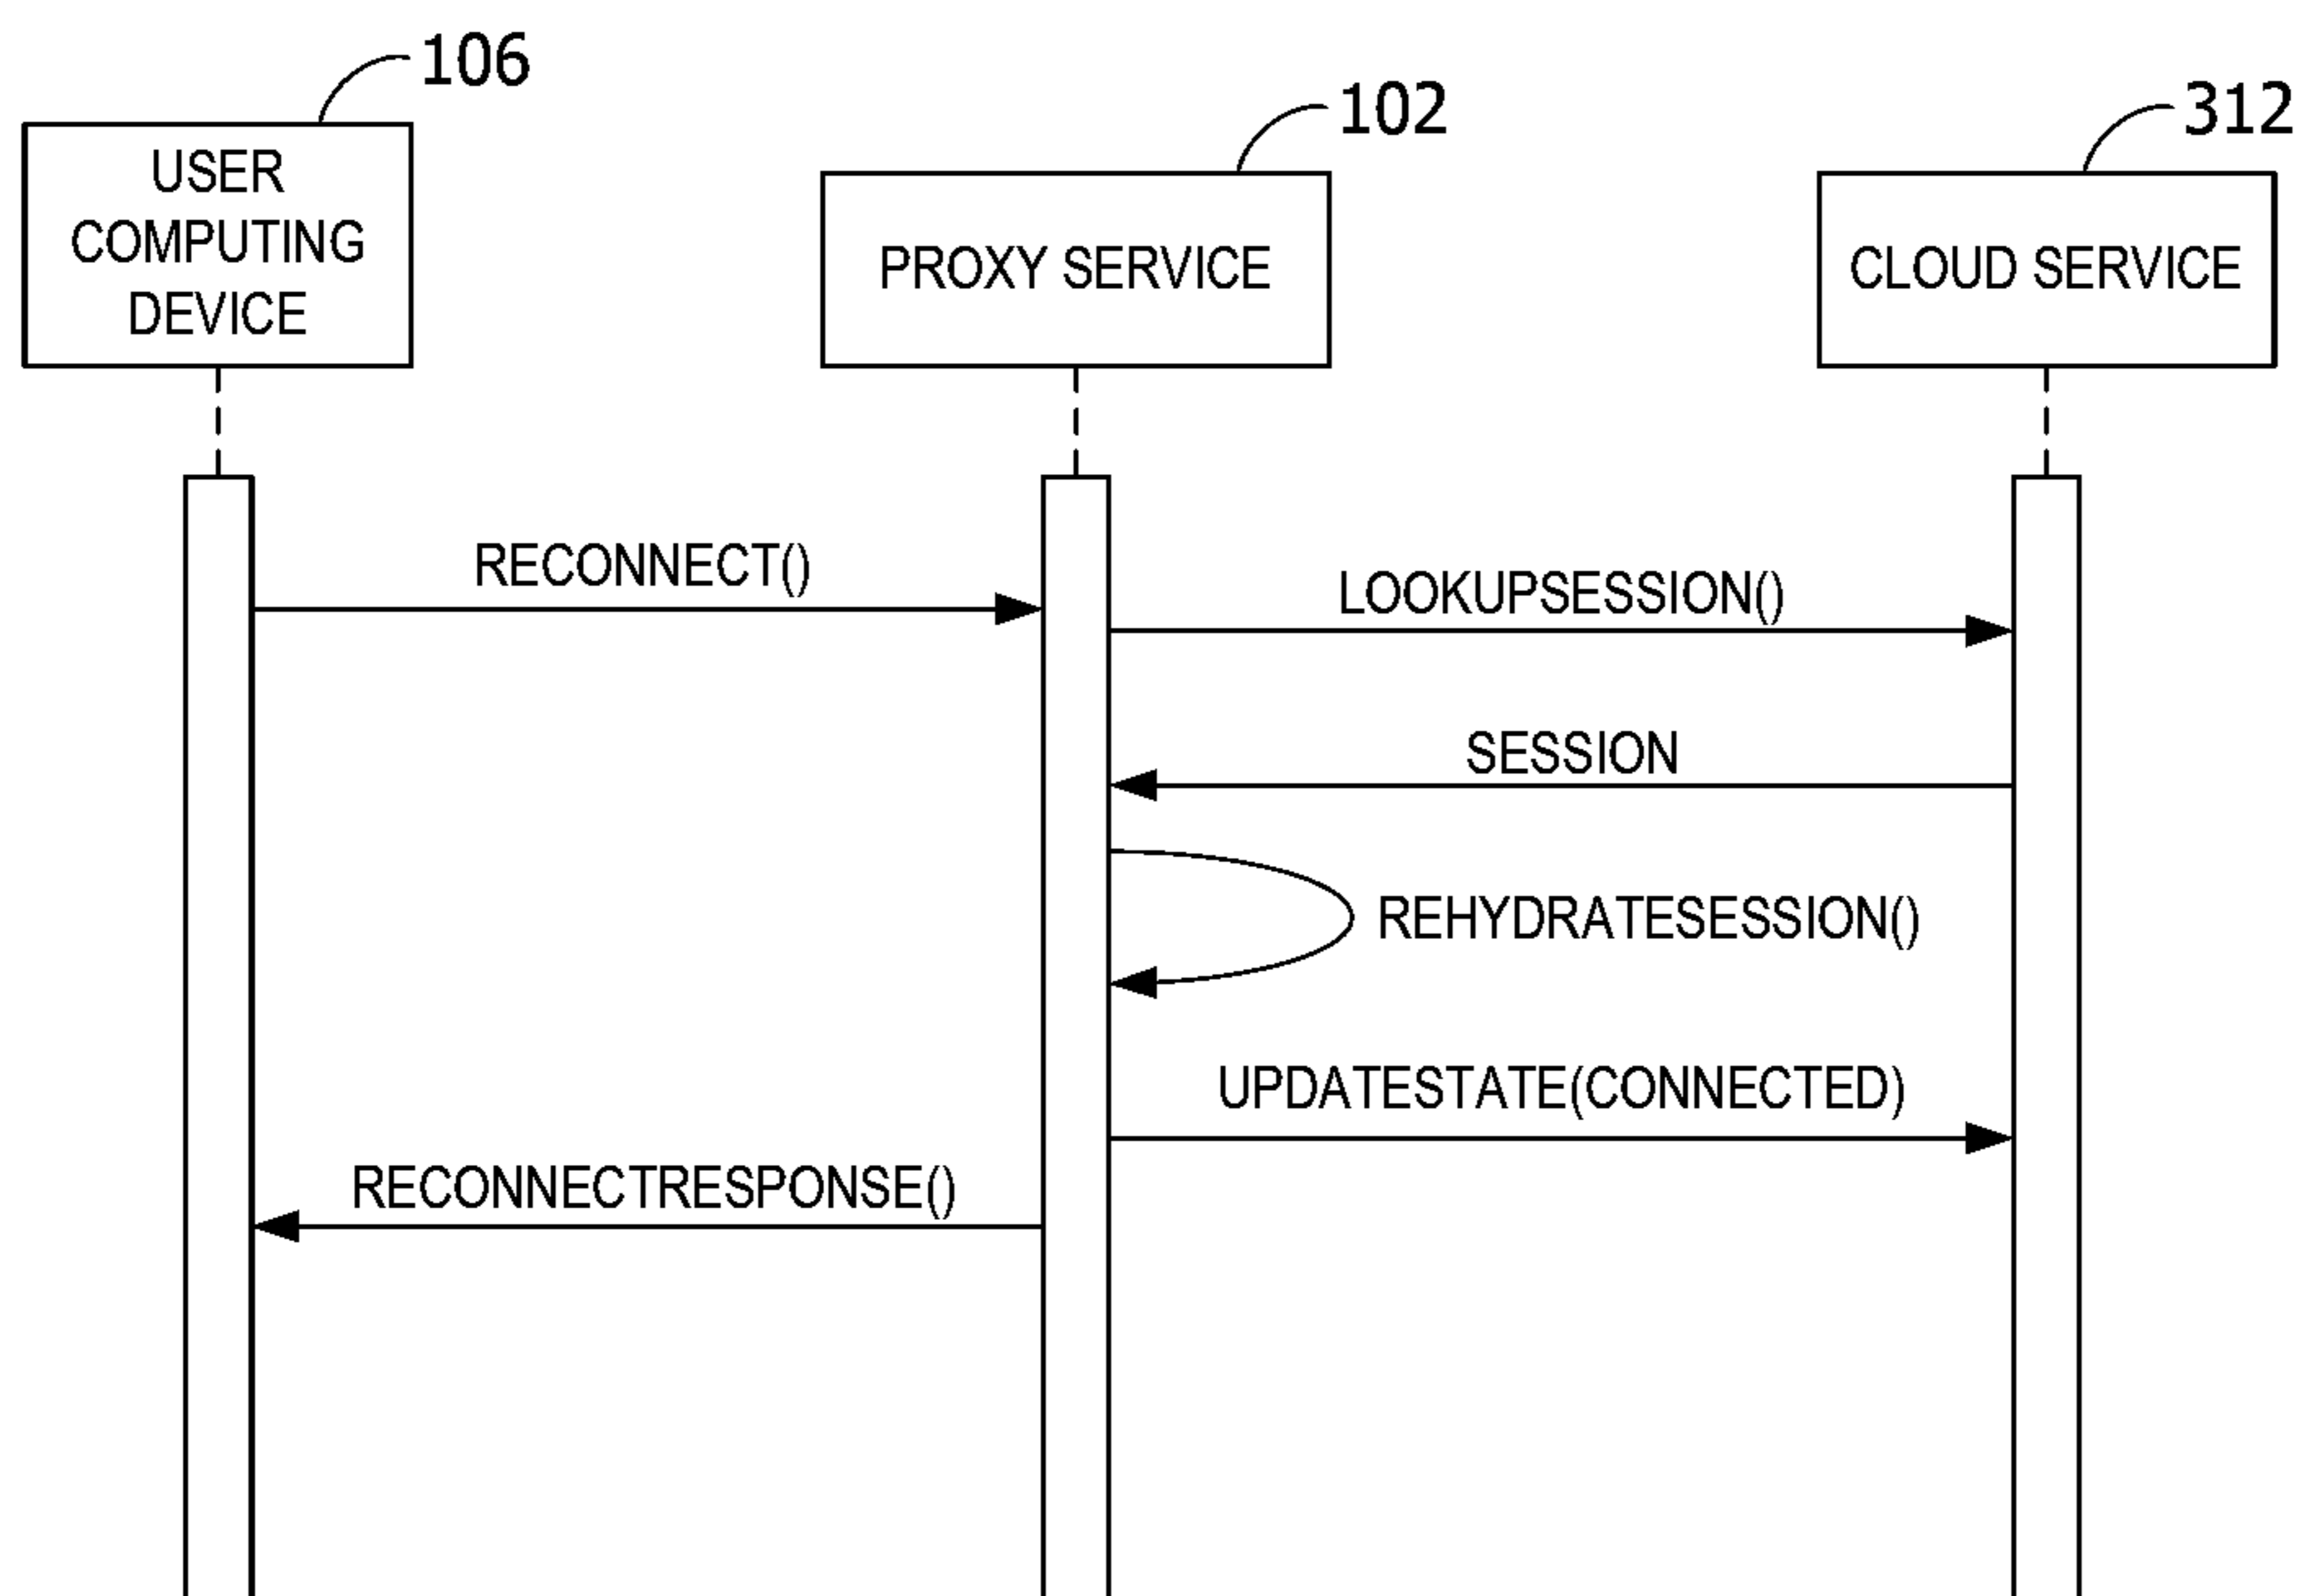 106
102
312
USER
COMPUTING
DEVICE
PROXY SERVICE
CLOUD SERVICE
RECONNECT()
LOOKUPSESSION()
SESSION
REHYDRATESESSION()
UPDATESTATE(CONNECTED)
RECONNECTRESPONSE()